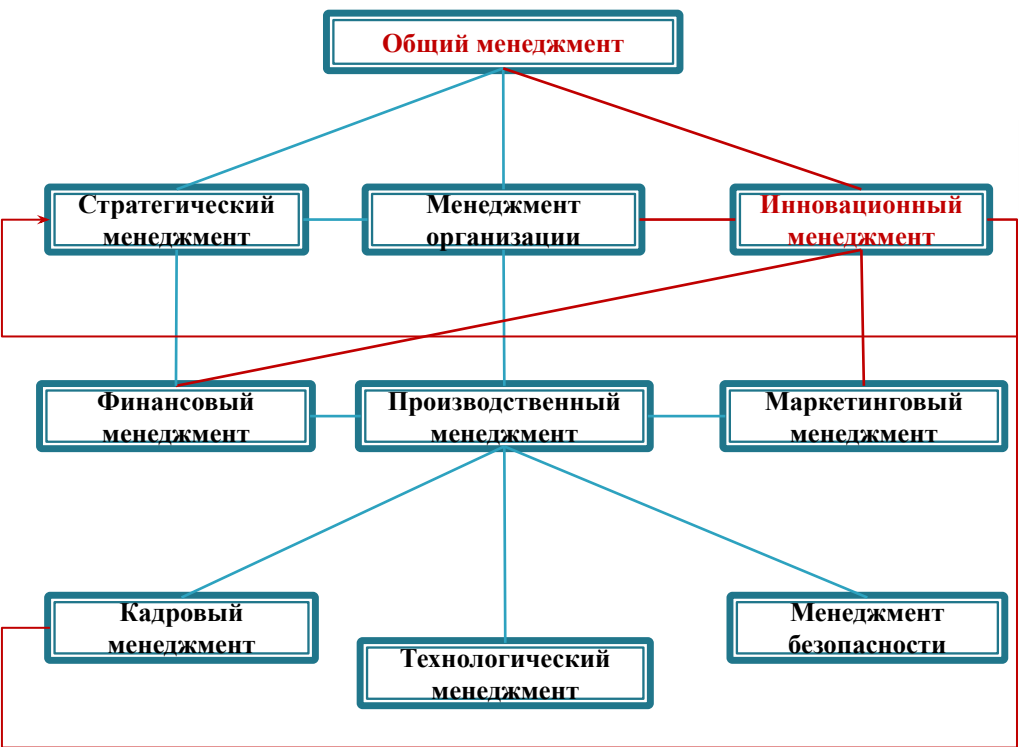 Общий менеджмент
Стратегический
менеджмент
Менеджмент
организации
Инновационный
менеджмент
Финансовый
менеджмент
Производственный
менеджмент
Маркетинговый
менеджмент
Кадровый
менеджмент
Технологический
менеджмент
Менеджмент
безопасности